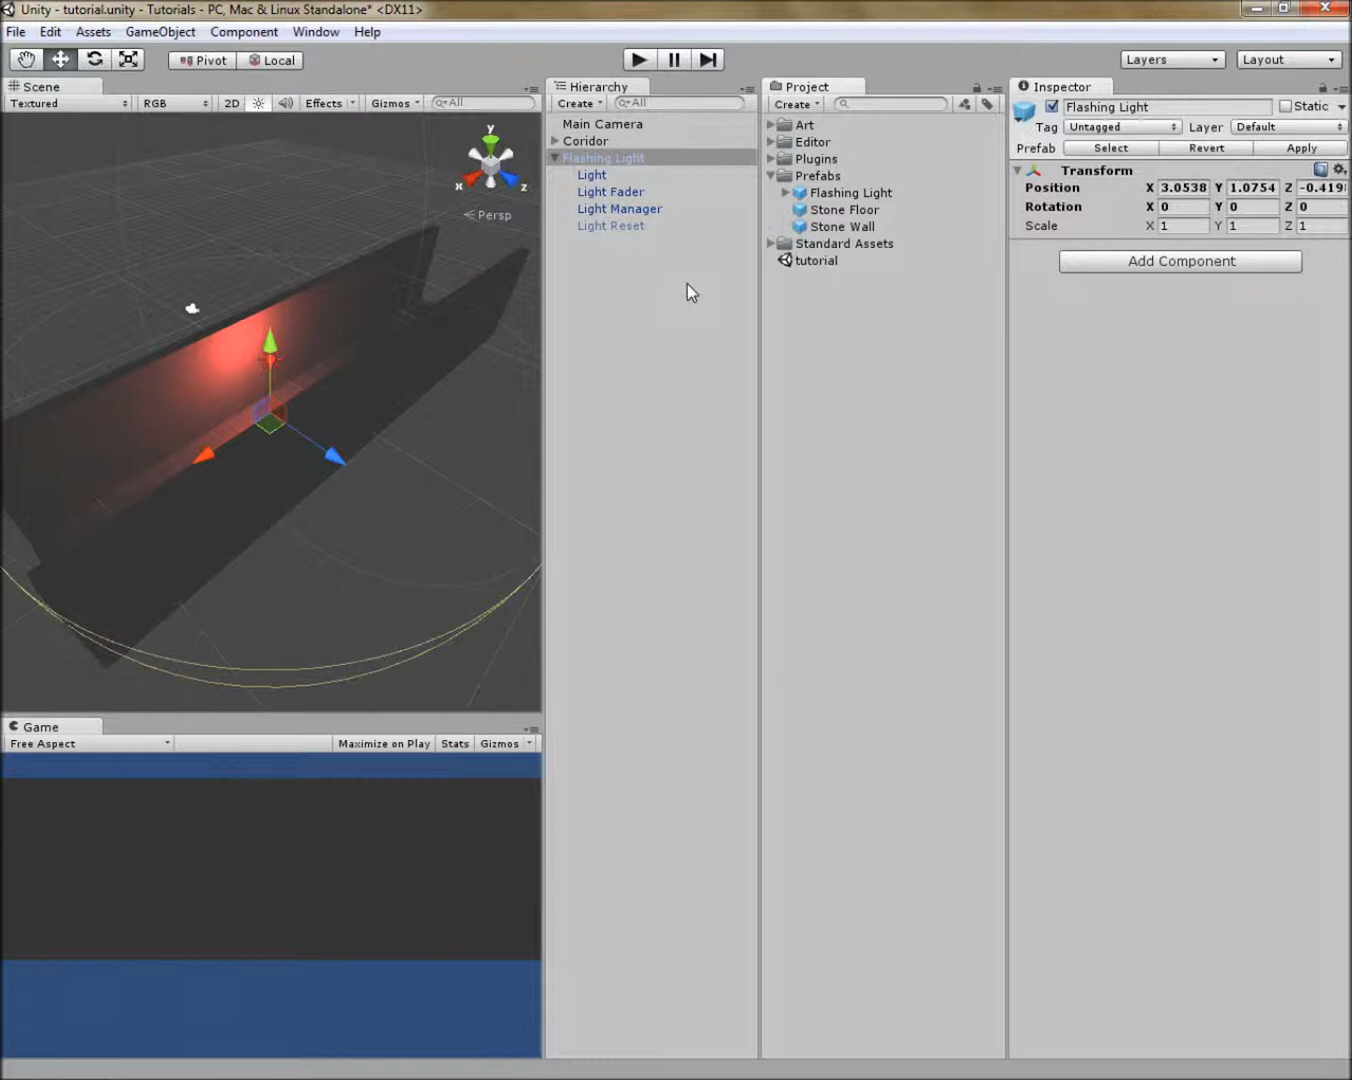 Unity - tutorial.unity - Tutorials - PC, Mac & Linux Standalone* <DX11>
File Edit Assets GameObject Component Window Help
Pivot Local Layers Layout
Scene
Textured RGB 2D Effects Gizmos All
y
x z
Persp
Hierarchy
Create All
Main Camera
Coridor
Flashing Light
Light
Light Fader
Light Manager
Light Reset
Project
Create
Art
Editor
Plugins
Prefabs
Flashing Light
Stone Floor
Stone Wall
Standard Assets
tutorial
Inspector
Flashing Light Static
Tag Untagged Layer Default
Prefab Select Revert Apply
Transform
Position X 3.0538 Y 1.0754 Z -0.419
Rotation X 0 Y 0 Z 0
Scale X 1 Y 1 Z 1
Add Component
Game
Free Aspect Maximize on Play Stats Gizmos